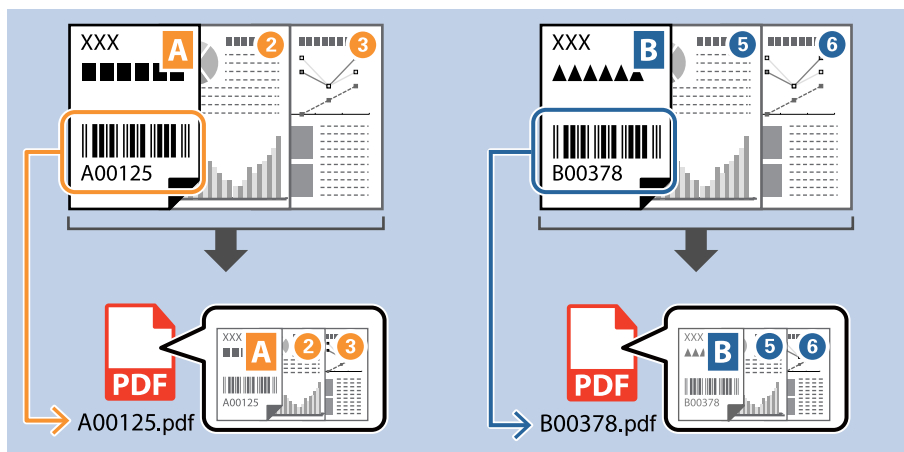 XXX
A
2
3
A00125
XXX
B
5
6
B00378
PDF
XXX
A
2
3
A00125
A00125.pdf
PDF
XXX
B
5
6
B00378
B00378.pdf